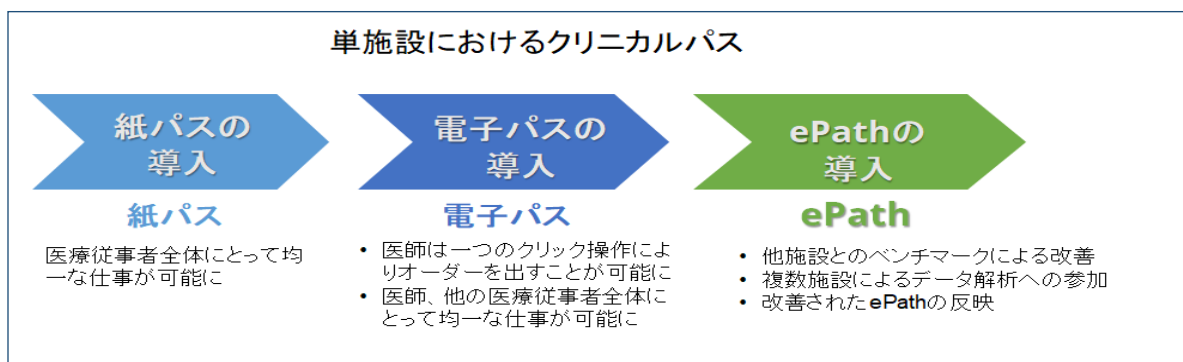 単施設におけるクリニカルパス
紙パスの
導入
電子パスの
導入
ePathの
導入
紙パス
医療従事者全体にとって均
一な仕事が可能に
電子パス
• 医師は一つのクリック操作によ
りオーダーを出すことが可能に
• 医師、他の医療従事者全体に
とって均一な仕事が可能に
ePath
• 他施設とのベンチマークによる改善
• 複数施設によるデータ解析への参加
• 改善されたePathの反映